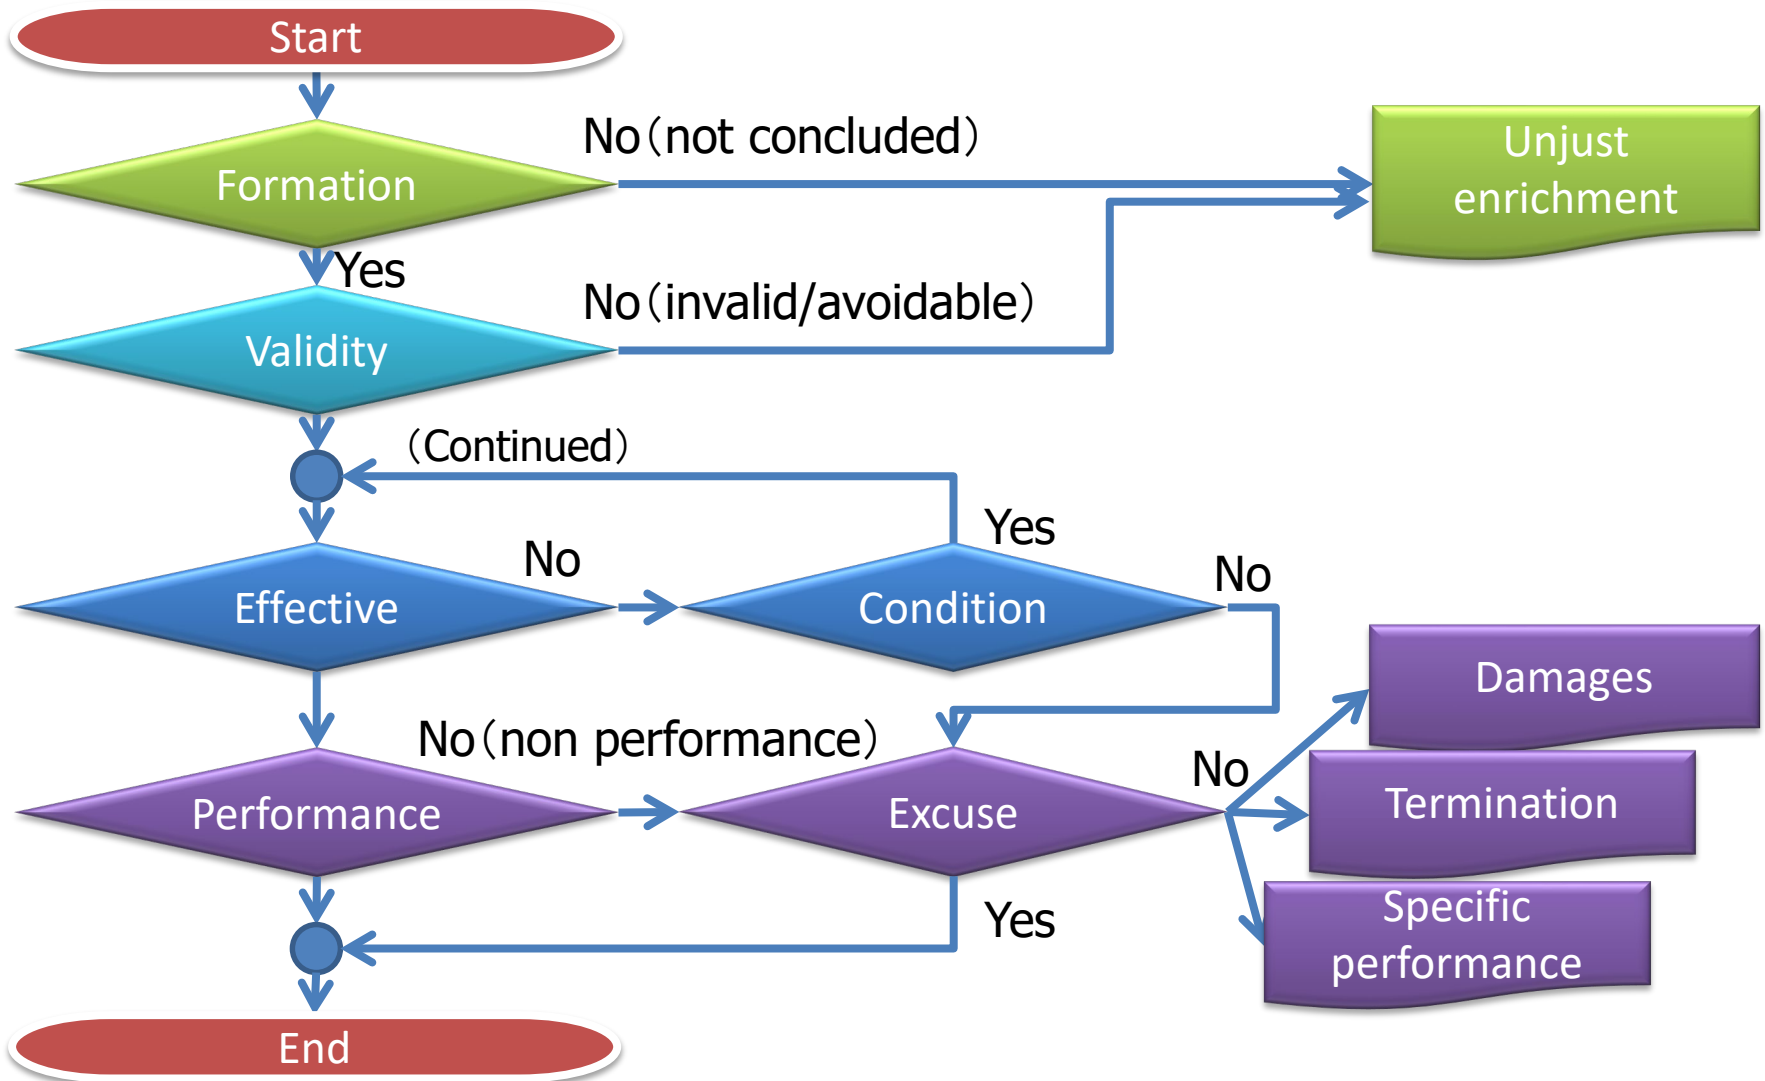 Start
No（not concluded）
Unjust
enrichment
Formation
Yes
No（invalid/avoidable）
Validity
（Continued）
Yes
No
No
Effective
Condition
Damages
No（non performance）
No
Performance
Excuse
Termination
Specific
performance
Yes
End